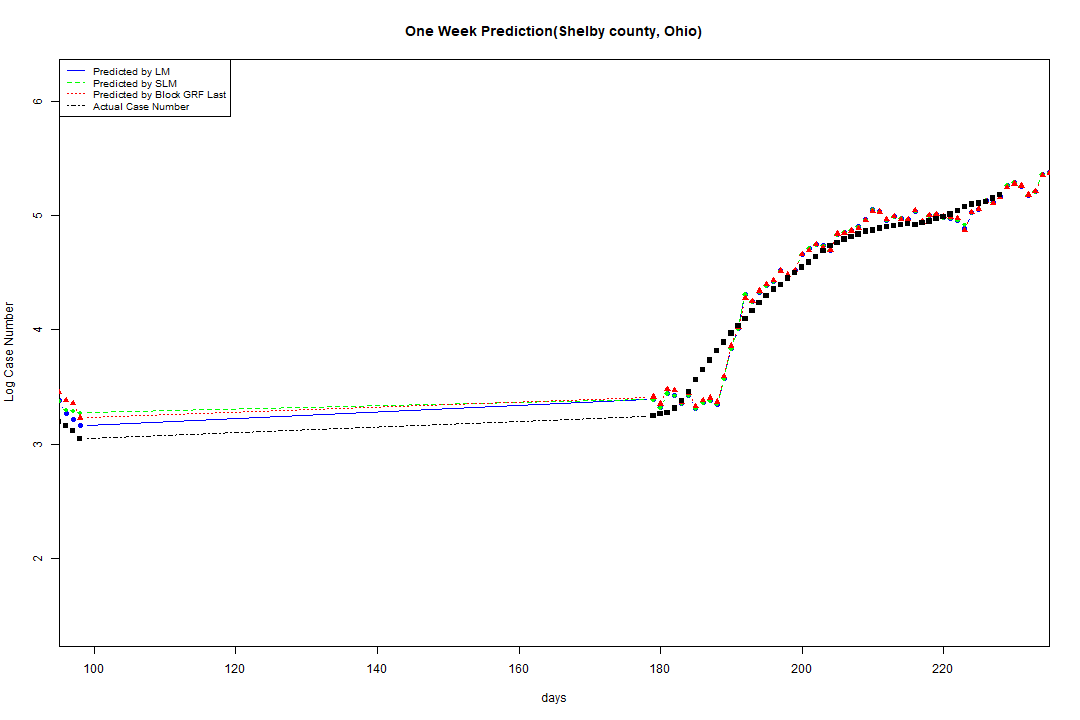 One Week Prediction(Shelby county, Ohio)
Predicted by LM
Predicted by SLM
Predicted by Block GRF Last
Actual Case Number
6
5
4
3
2
Log Case Number
100 120 140 160 180 200 220
days